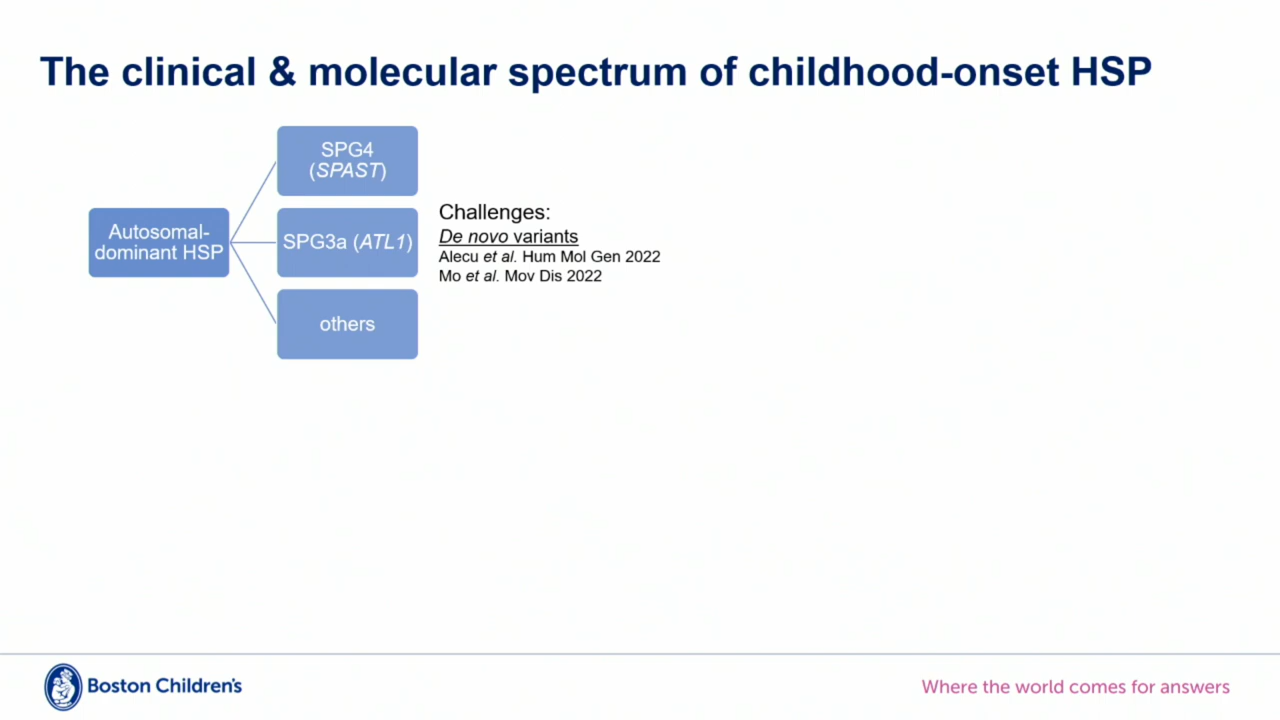 The clinical & molecular spectrum of childhood-onset HSP
Autosomal-
dominant HSP
SPG4
(SPAST)
SPG3a (ATL1)
others
Challenges:
De novo variants
Alecu et al. Hum Mol Gen 2022
Mo et al. Mov Dis 2022
Boston Children's
Where the world comes for answers